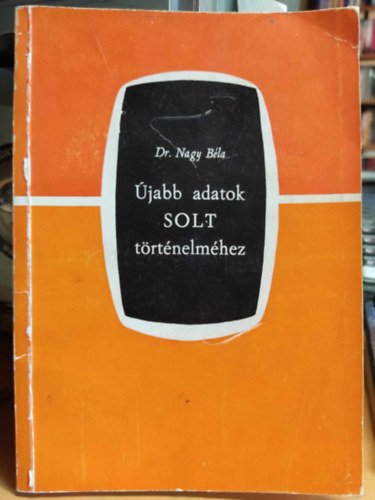 Dr. Nagy Béla
Újabb adatok
SOLT
történelméhez